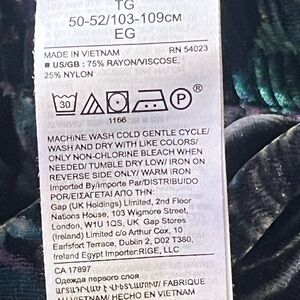 TG
50-52/103-109CM
EG
MADE IN VIETNAM RN 54023
■ US/GB: 75% RAYON/VISCOSE,
25% NYLON
30 P
1166
MACHINE WASH COLD GENTLE CYCLE/
WASH AND DRY WITH LIKE COLORS/
ONLY NON-CHLORINE BLEACH WHEN
NEEDED/ TUMBLE DRY LOW/ IRON ON
REVERSE SIDE ONLY/ WARM IRON
Imported By/Importé Par/DISTRIBUIDO
POR/ΕΙΣΑΓΕΤΑΙ ΑΠΟ ΤΗΝ:
Gap (UK Holdings) Limited, 2nd Floor
Nations House, 103 Wigmore Street,
London, W1U 1QS, UK Gap Stores
(Ireland) Limited c/o Arthur Cox, 10
Earlsfort Terrace, Dublin 2, D02 T380,
Ireland Egypt Importer:RIGE, LLC
CA 17897
Одежда первого слоя
ԱՐՏԱԴՐՎԱԾ Է ՎԻԵՏՆԱՄՈՒՄ / FABRIQUÉ
AU VIETNAM/ HECHO EN VIETNAM